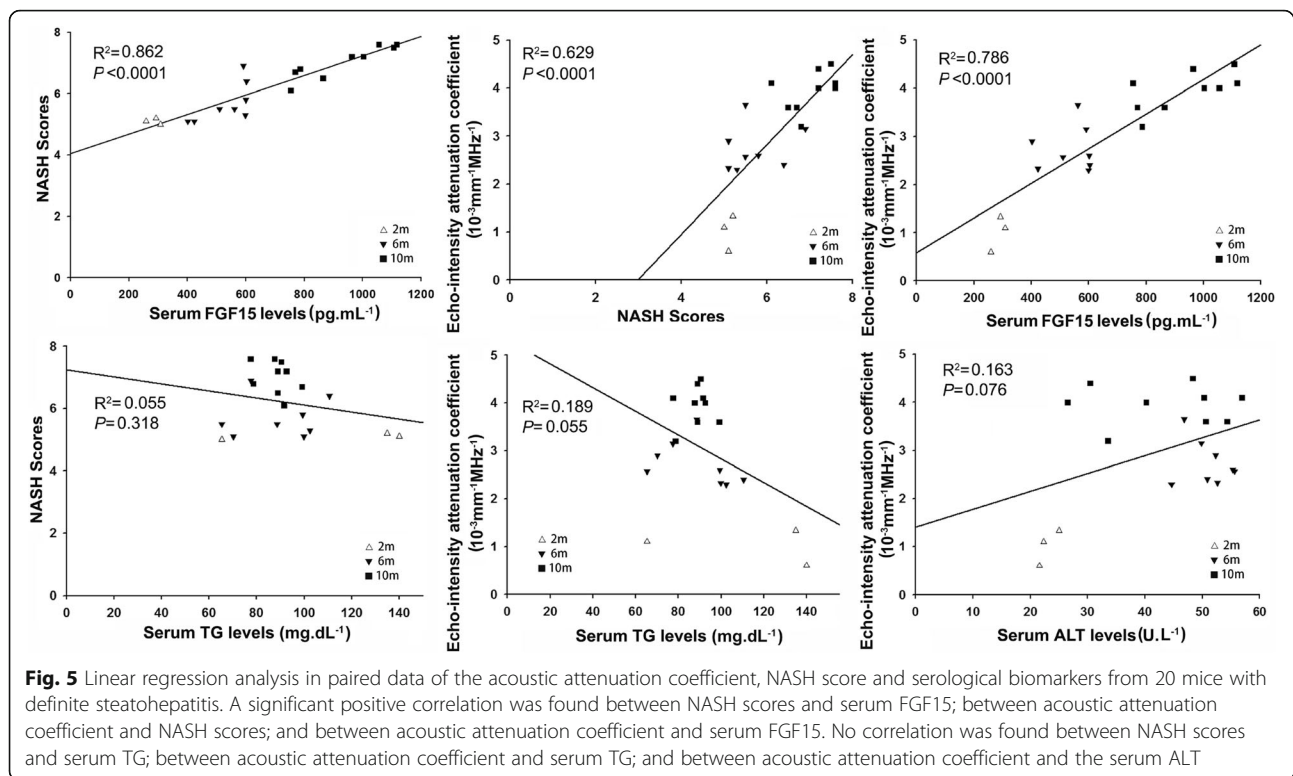 R²=0.862
P<0.0001
NASH Scores
8
6
4
2
0
0 200 400 600 800 1000 1200
Serum FGF15 levels (pg.mL⁻¹)
△ 2m
▼ 6m
■ 10m
R²=0.629
P<0.0001
Echo-intensity attenuation coefficient
(10⁻³mm⁻¹MHz⁻¹)
5
4
3
2
1
0
0 2 4 6 8
NASH Scores
△ 2m
▼ 6m
■ 10m
R²=0.786
P<0.0001
Echo-intensity attenuation coefficient
(10⁻³mm⁻¹MHz⁻¹)
5
4
3
2
1
0
0 200 400 600 800 1000 1200
Serum FGF15 levels (pg.mL⁻¹)
△ 2m
▼ 6m
■ 10m
R²=0.055
P=0.318
NASH Scores
8
6
4
2
0
0 20 40 60 80 100 120 140
Serum TG levels (mg.dL⁻¹)
△ 2m
▼ 6m
■ 10m
R²=0.189
P= 0.055
Echo-intensity attenuation coefficient
(10⁻³mm⁻¹MHz⁻¹)
5
4
3
2
1
0
0 20 40 60 80 100 120 140
Serum TG levels (mg.dL⁻¹)
△ 2m
▼ 6m
■ 10m
R²=0.163
P=0.076
Echo-intensity attenuation coefficient
(10⁻³mm⁻¹MHz⁻¹)
5
4
3
2
1
0
0 10 20 30 40 50 60
Serum ALT levels (U.L⁻¹)
△ 2m
▼ 6m
■ 10m
Fig. 5 Linear regression analysis in paired data of the acoustic attenuation coefficient, NASH score and serological biomarkers from 20 mice with
definite steatohepatitis. A significant positive correlation was found between NASH scores and serum FGF15; between acoustic attenuation
coefficient and NASH scores; and between acoustic attenuation coefficient and serum FGF15. No correlation was found between NASH scores
and serum TG; between acoustic attenuation coefficient and serum TG; and between acoustic attenuation coefficient and the serum ALT